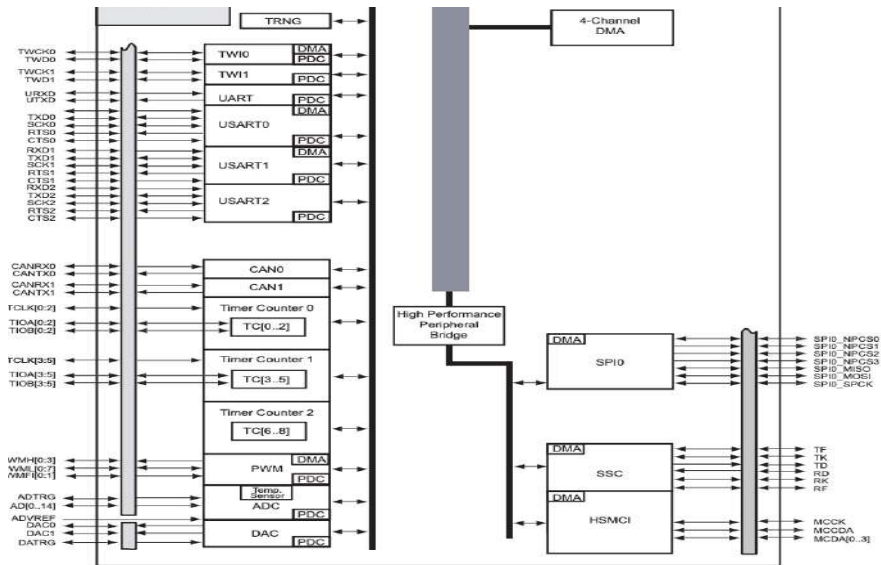 TRNG
4-Channel
DMA
TWCK0
TWD0
TWI0
DMA
PDC
TWCK1
TWD1
TWI1
PDC
URXD
UTXD
UART
PDC
TXD0
SCK0
RTS0
CTS0
USART0
DMA
PDC
RXD1
TXD1
SCK1
RTS1
CTS1
USART1
DMA
PDC
RXD2
TXD2
SCK2
RTS2
CTS2
USART2
PDC
CANRX0
CANTX0
CAN0
CANRX1
CANTX1
CAN1
TCLK[0:2]
Timer Counter 0
TIOA[0:2]
TIOB[0:2]
TC[0..2]
TCLK[3:5]
Timer Counter 1
TIOA[3:5]
TIOB[3:5]
TC[3..5]
Timer Counter 2
TC[6..8]
WMH[0:3]
WML[0:7]
WMFI[0:1]
PWM
DMA
PDC
ADTRG
AD[0..14]
Temp.
Sensor
ADC
PDC
ADVREF
DAC0
DAC1
DATRG
DAC
PDC
High Performance
Peripheral
Bridge
DMA
SPI0
SPI0_NPCS0
SPI0_NPCS1
SPI0_NPCS2
SPI0_NPCS3
SPI0_MISO
SPI0_MOSI
SPI0_SPCK
DMA
SSC
TF
TK
TD
RD
RK
RF
DMA
HSMCI
MCCK
MCCDA
MCDA[0..3]